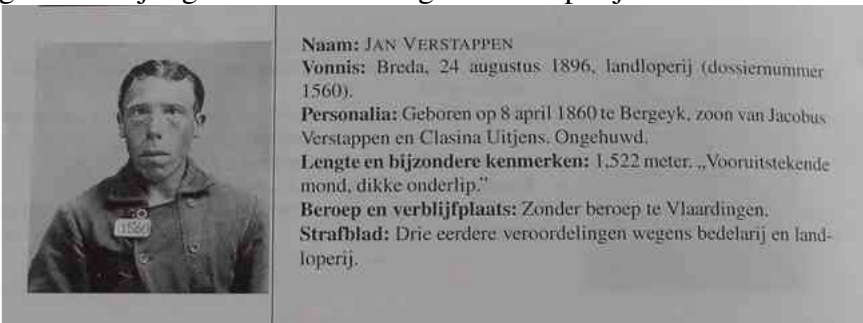 Naam: JAN VERSTAPPEN
Vonnis: Breda, 24 augustus 1896, landloperij (dossiernummer
1560).
Personalia: Geboren op 8 april 1860 te Bergeyk, zoon van Jacobus
Verstappen en Clasina Uitjens. Ongehuwd.
Lengte en bijzondere kenmerken: 1,522 meter. „Vooruitstekende
mond, dikke onderlip.”
Beroep en verblijfplaats: Zonder beroep te Vlaardingen.
Strafblad: Drie eerdere veroordelingen wegens bedelarij en land-
loperij.
1560